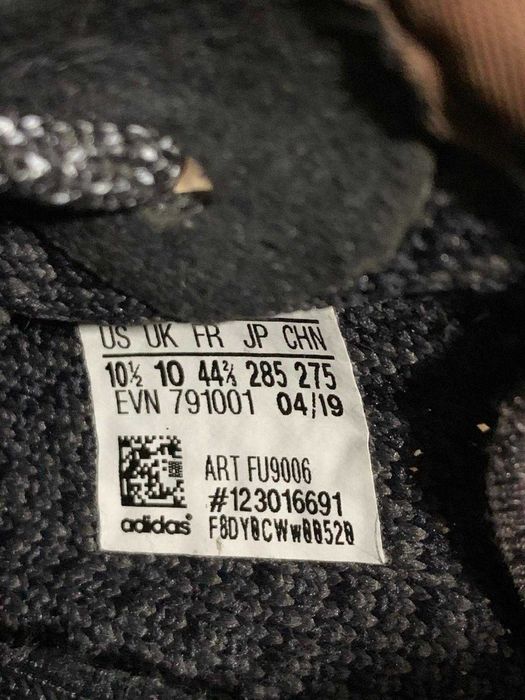 US UK FR JP CHN
10½ 10 44⅔ 285 275
EVN 791001 04/19
ART FU9006
#123016691
adidas® F8DY0CWw00520